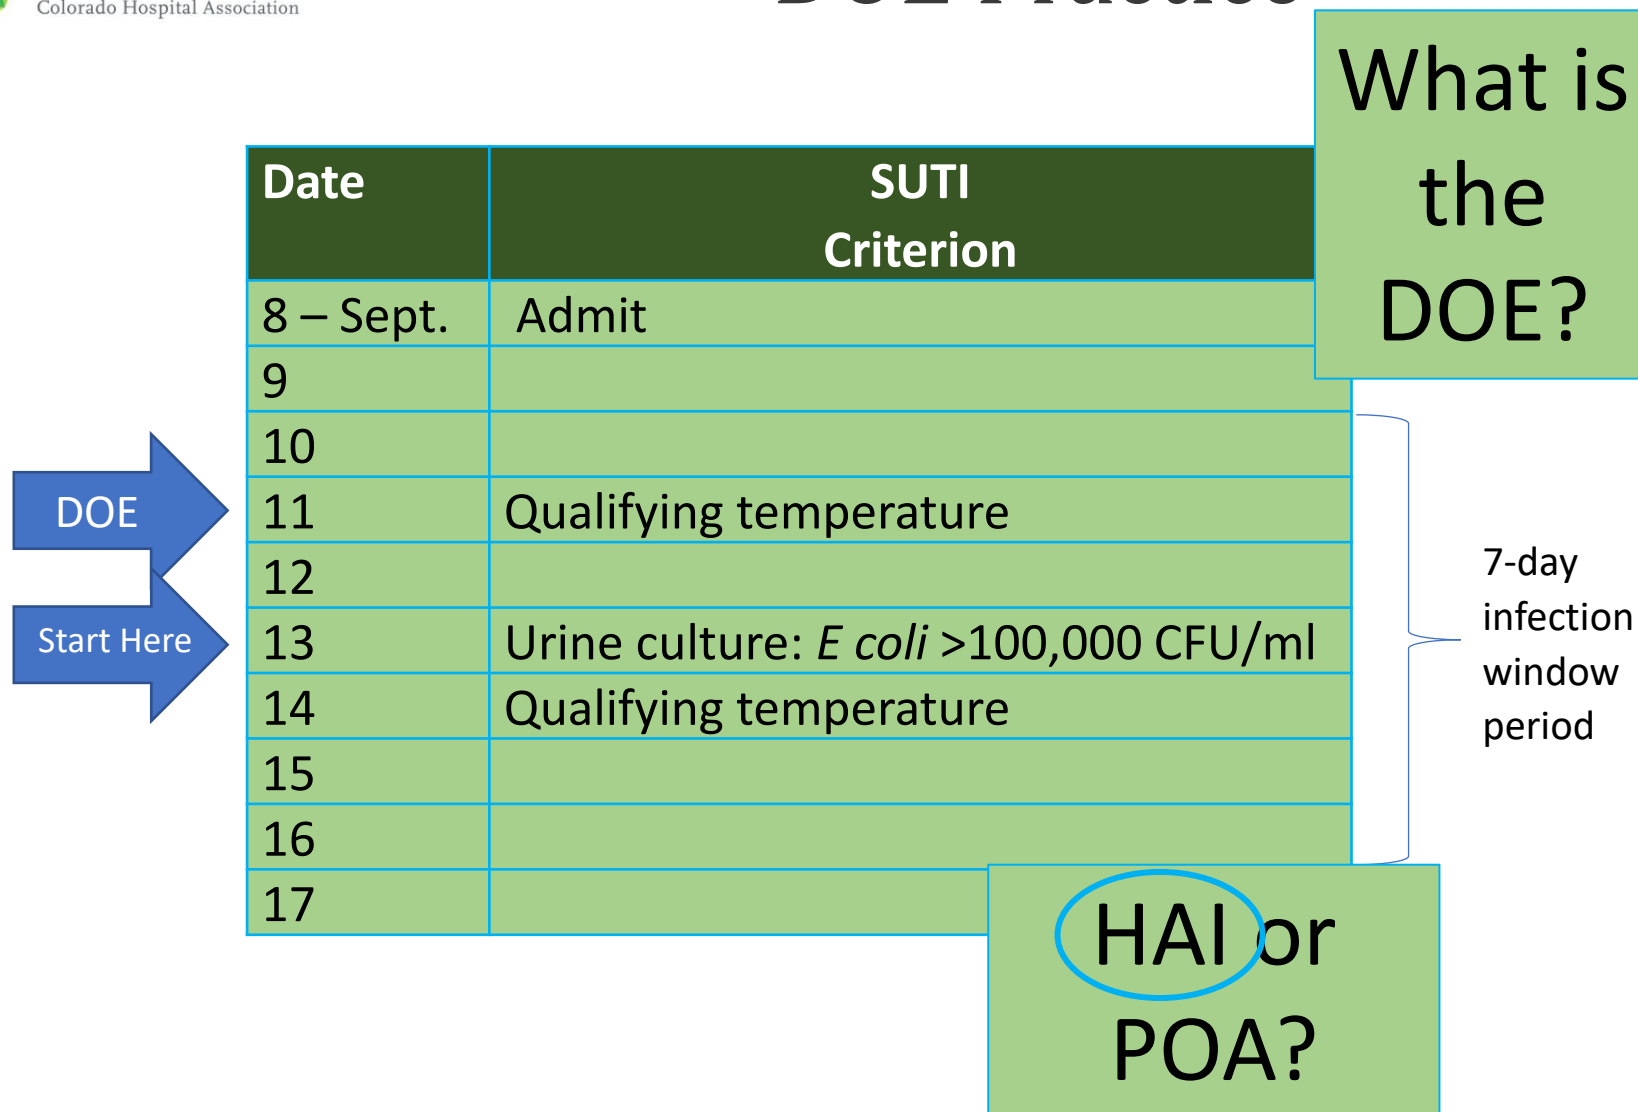 Colorado Hospital Association
DOE Practice
What is
the
DOE?
Date
SUTI
Criterion
8 – Sept.
Admit
9
10
DOE
11
Qualifying temperature
12
Start Here
13
Urine culture: E coli >100,000 CFU/ml
14
Qualifying temperature
15
16
17
7-day
infection
window
period
HAI or
POA?